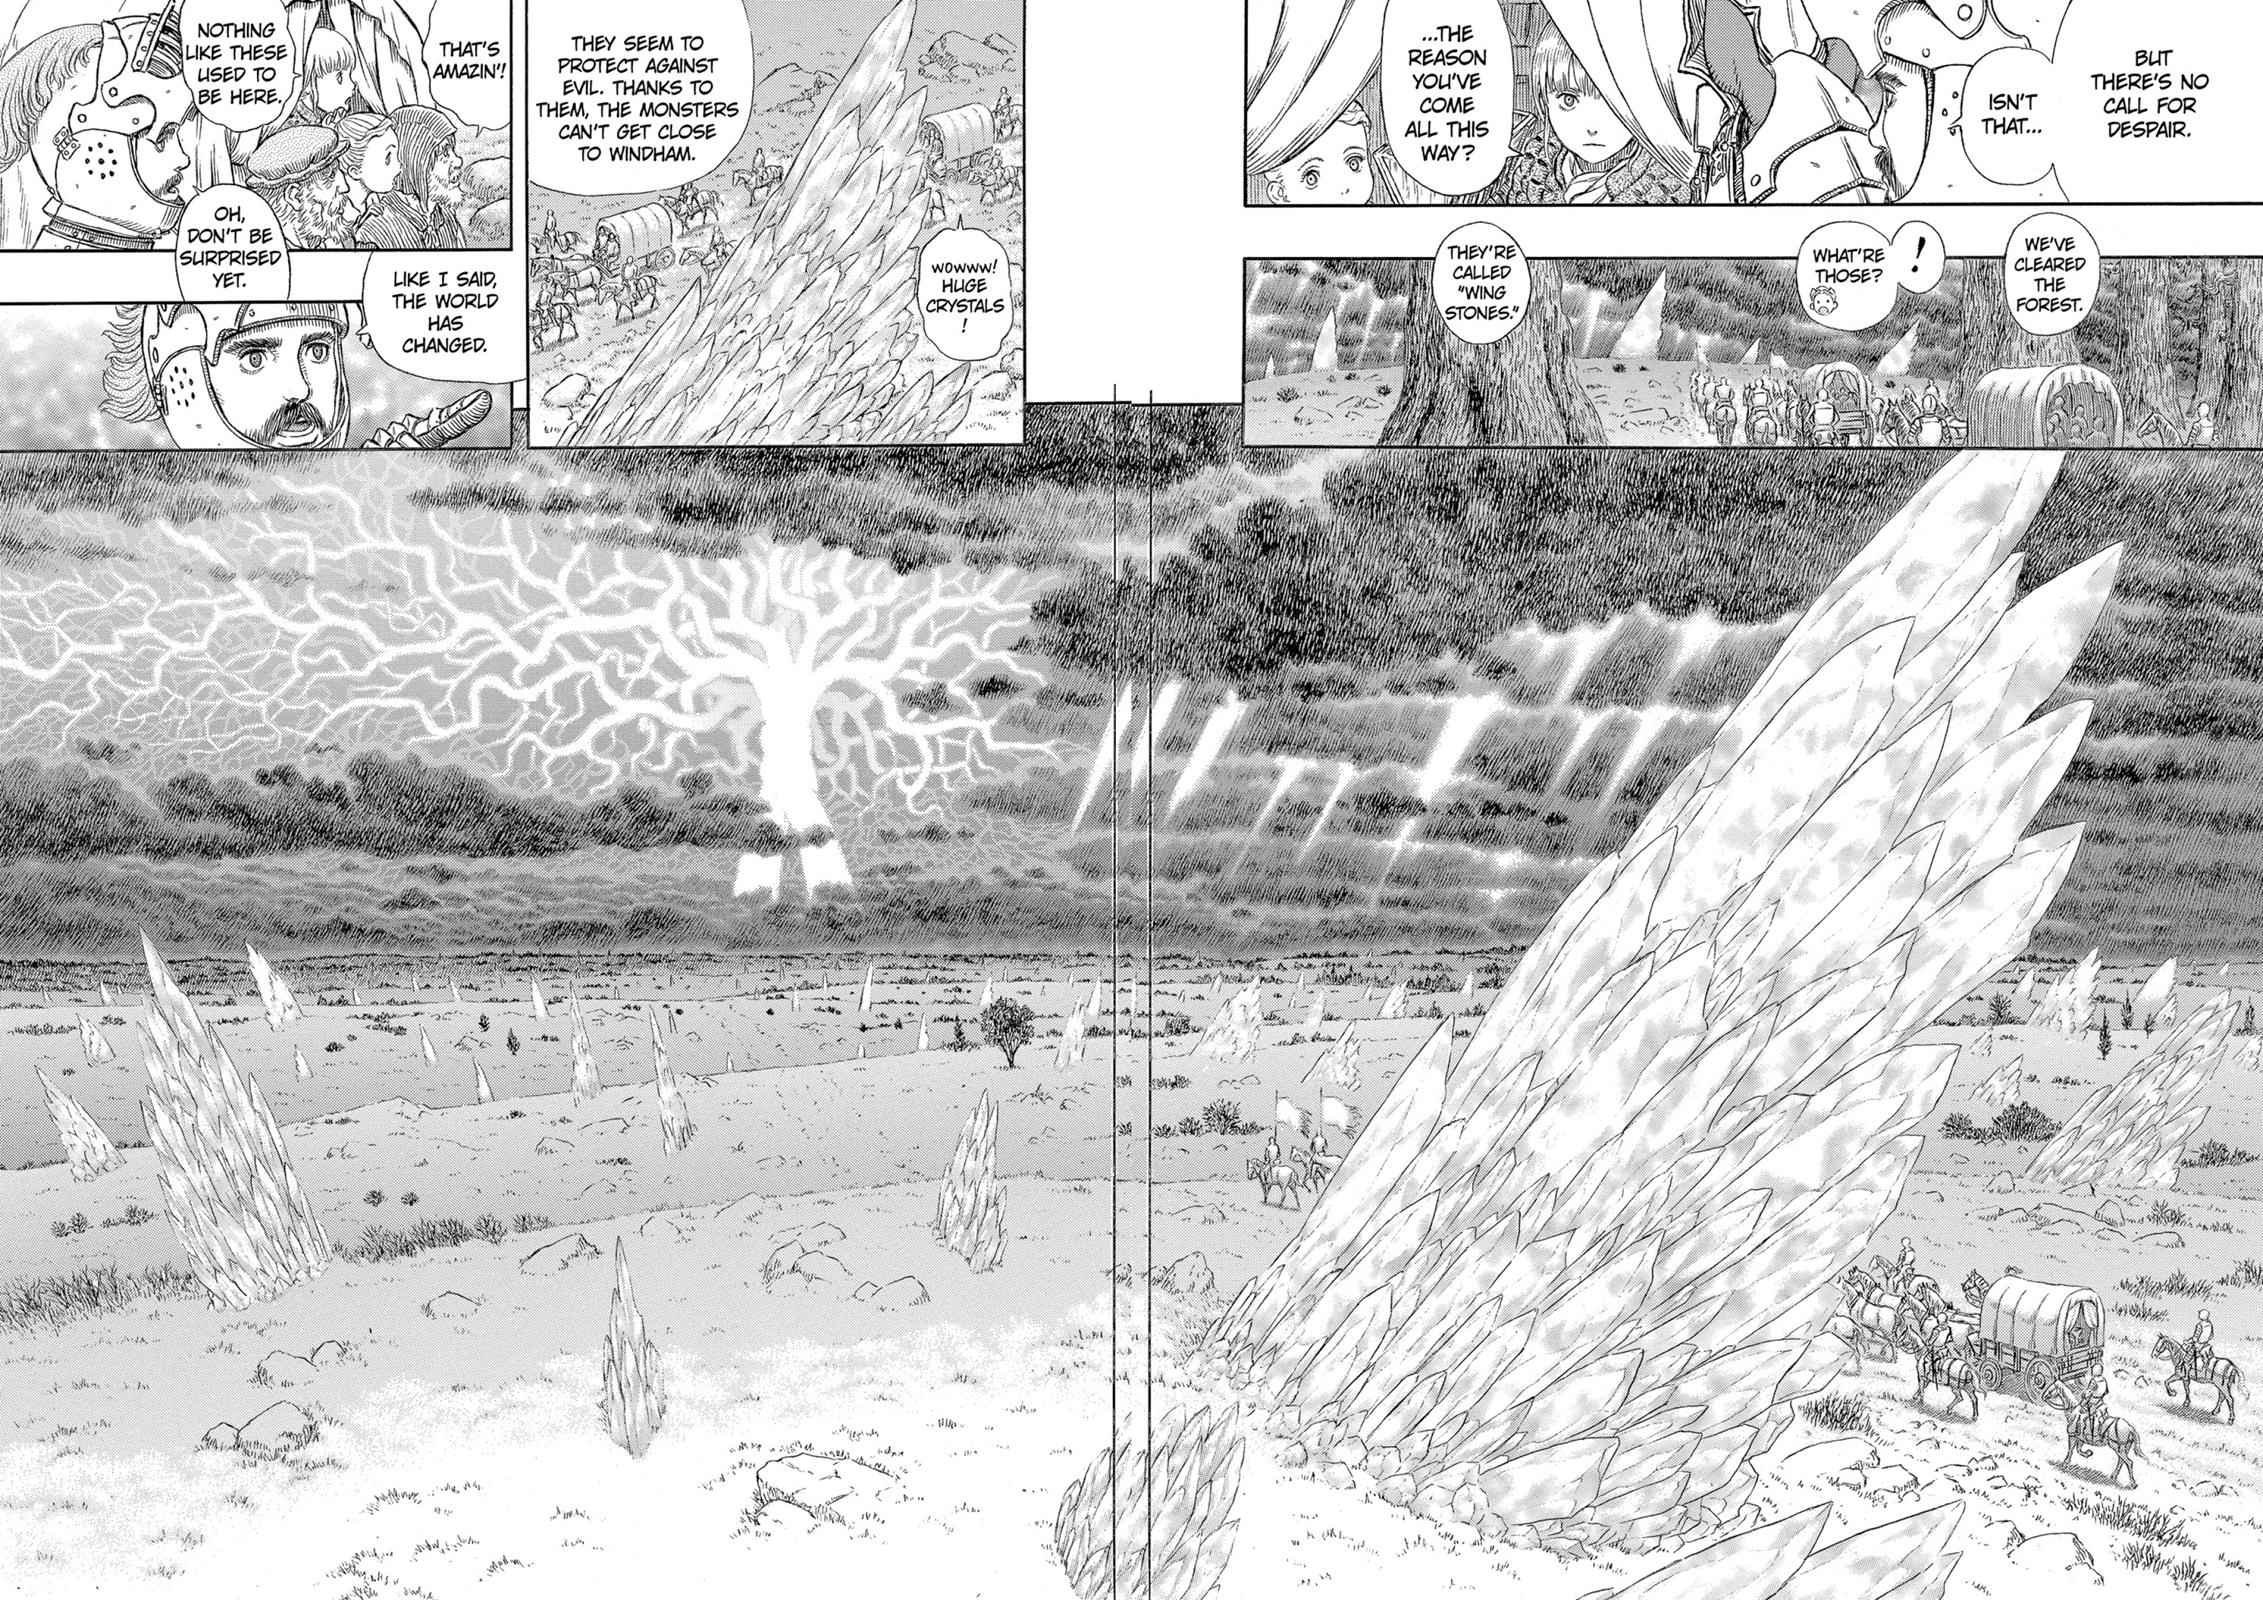 BUT
THERE'S NO
CALL FOR
DESPAIR.
ISN'T
THAT...
...THE
REASON
YOU'VE
COME
ALL THIS
WAY?
WE'VE
CLEARED
THE
FOREST.
!
WHAT'RE
THOSE?
THEY'RE
CALLED
"WING
STONES."
THEY SEEM TO
PROTECT AGAINST
EVIL. THANKS TO
THEM, THE MONSTERS
CAN'T GET CLOSE
TO WINDHAM.
WOWWW!
HUGE
CRYSTALS
!
THAT'S
AMAZIN'!
NOTHING
LIKE THESE
USED TO
BE HERE.
OH,
DON'T BE
SURPRISED
YET.
LIKE I SAID,
THE WORLD
HAS
CHANGED.